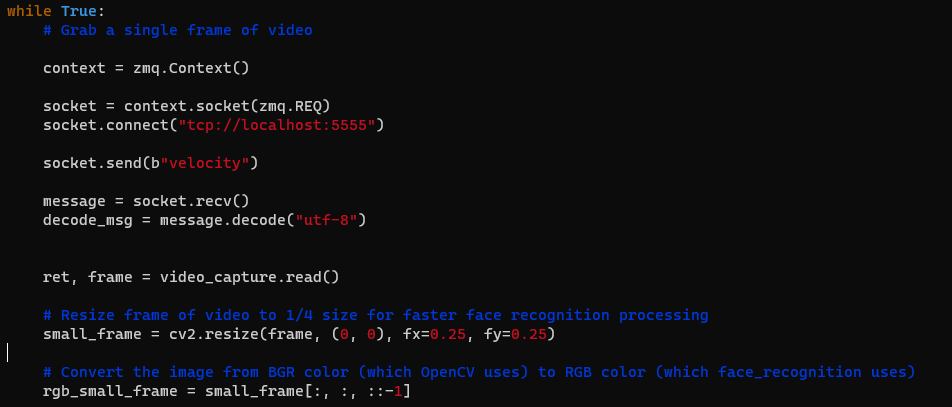 while True:
    # Grab a single frame of video
    context = zmq.Context()
    socket = context.socket(zmq.REQ)
    socket.connect("tcp://localhost:5555")
    socket.send(b"velocity")
    message = socket.recv()
    decode_msg = message.decode("utf-8")
    ret, frame = video_capture.read()
    # Resize frame of video to 1/4 size for faster face recognition processing
    small_frame = cv2.resize(frame, (0, 0), fx=0.25, fy=0.25)
    # Convert the image from BGR color (which OpenCV uses) to RGB color (which face_recognition uses)
    rgb_small_frame = small_frame[:, :, ::-1]